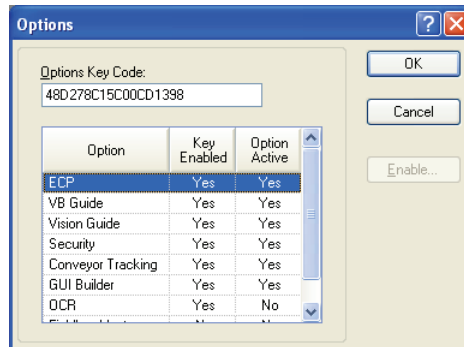 Options
Options Key Code:
48D278C15C00CD1398
OK
Cancel
Enable...
Option Key Enabled Option Active
ECP Yes Yes
VB Guide Yes Yes
Vision Guide Yes Yes
Security Yes Yes
Conveyor Tracking Yes Yes
GUI Builder Yes Yes
OCR Yes No